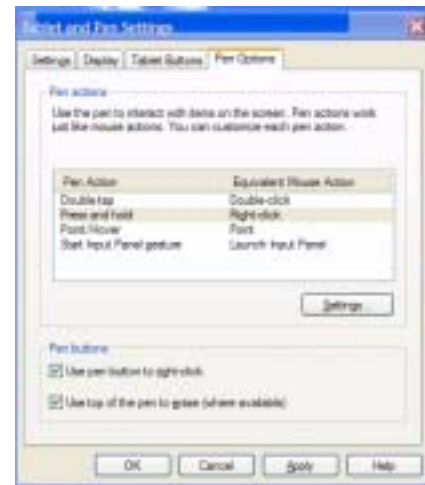 Tablet and Pen Settings
Settings Display Tablet Buttons Pen Options
Pen actions
Use the pen to interact with items on the screen. Pen actions work
just like mouse actions. You can customize each pen action.
Pen Action Equivalent Mouse Action
Double-tap Double-click
Press and hold Right-click
Point/Hover Point
Start Input Panel gesture Launch Input Panel
Settings...
Pen buttons
Use pen button to right-click
Use top of the pen to erase (where available)
OK Cancel Apply Help